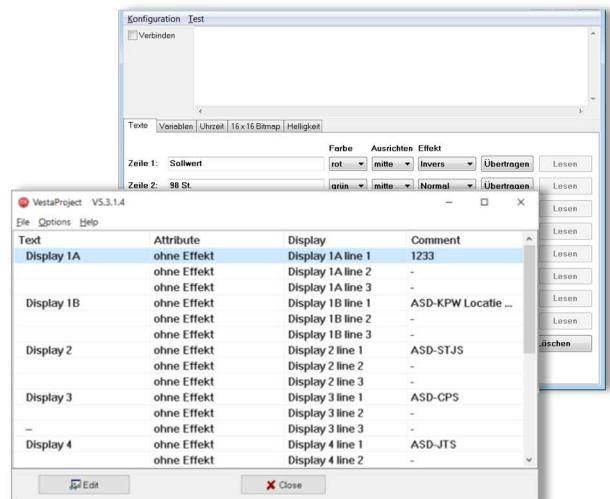 Konfiguration Test
Verbinden
Texte Variablen Uhrzeit 16 x 16 Bitmap Helligkeit
Farbe Ausrichten Effekt
Zeile 1: Sollwert rot mitte Invers Übertragen Lesen
Zeile 2: 98 St. grün mitte Normal Übertragen Lesen
Lesen
Lesen
Lesen
Lesen
Lesen
Lesen
Löschen
VestaProject V5.3.1.4
File Options Help
Text Attribute Display Comment
Display 1A ohne Effekt Display 1A line 1 1233
ohne Effekt Display 1A line 2 -
ohne Effekt Display 1A line 3 -
Display 1B ohne Effekt Display 1B line 1 ASD-KPW Locatie ...
ohne Effekt Display 1B line 2 -
ohne Effekt Display 1B line 3 -
Display 2 ohne Effekt Display 2 line 1 ASD-STJS
ohne Effekt Display 2 line 2 -
ohne Effekt Display 2 line 3 -
Display 3 ohne Effekt Display 3 line 1 ASD-CPS
ohne Effekt Display 3 line 2 -
– ohne Effekt Display 3 line 3 -
Display 4 ohne Effekt Display 4 line 1 ASD-JTS
ohne Effekt Display 4 line 2 -
Edit Close